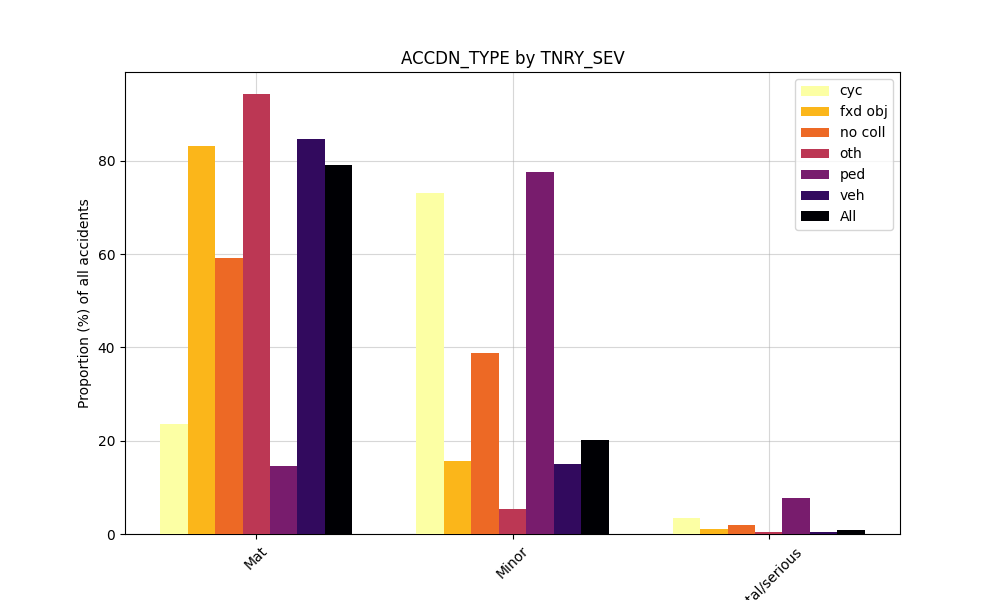 ACCDN_TYPE by TNRY_SEV
cyc
fxd obj
no coll
oth
ped
veh
All
Proportion (%) of all accidents
80
60
40
20
0
Mat
Minor
tal/serious